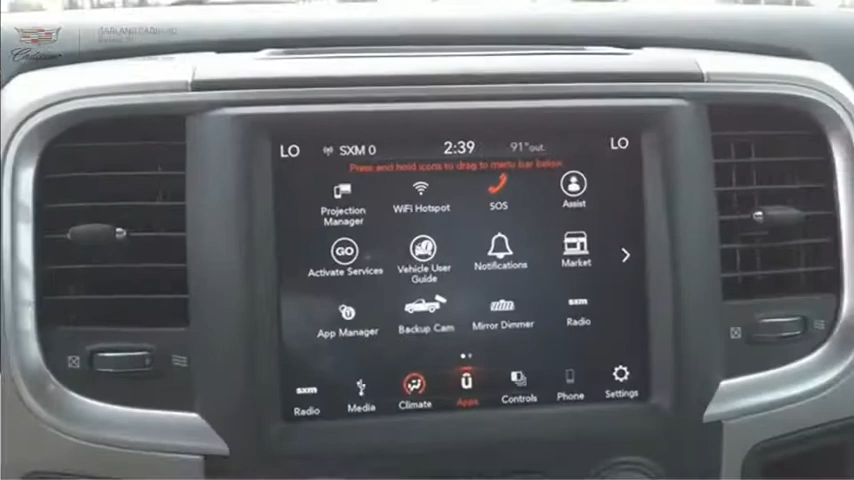 LO
SXM 0
2:39
91°out.
LO
Press and hold icons to drag to menu bar below
Projection Manager
WiFi Hotspot
SOS
Assist
GO
Activate Services
Vehicle User Guide
Notifications
Market
App Manager
Backup Cam
Mirror Dimmer
sxm
Radio
sxm
Radio
Media
Climate
Apps
Controls
Phone
Settings
Cadillac